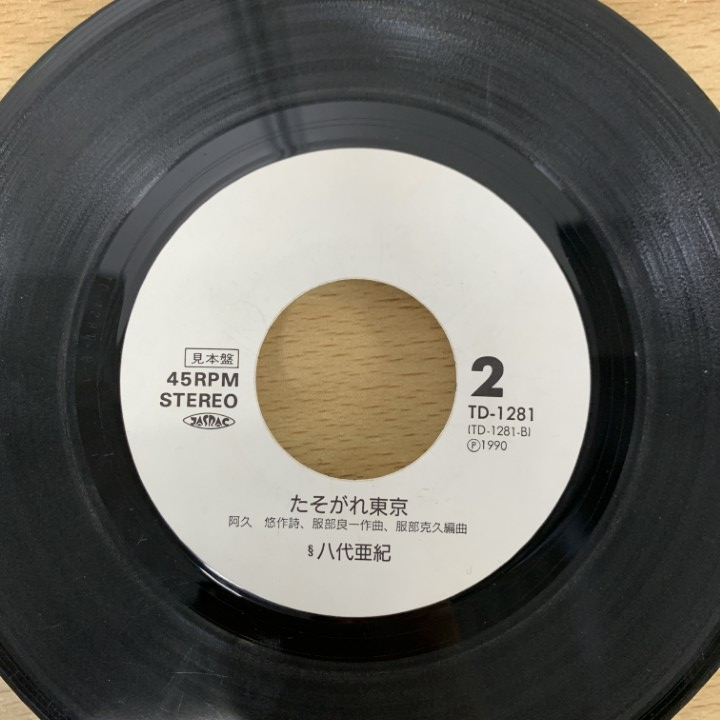 見本盤
45RPM
STEREO
JASRAC
2
TD-1281
(TD-1281-B)
Ⓟ1990
たそがれ東京
阿久 悠作詩、服部良一作曲、服部克久編曲
§八代亜紀